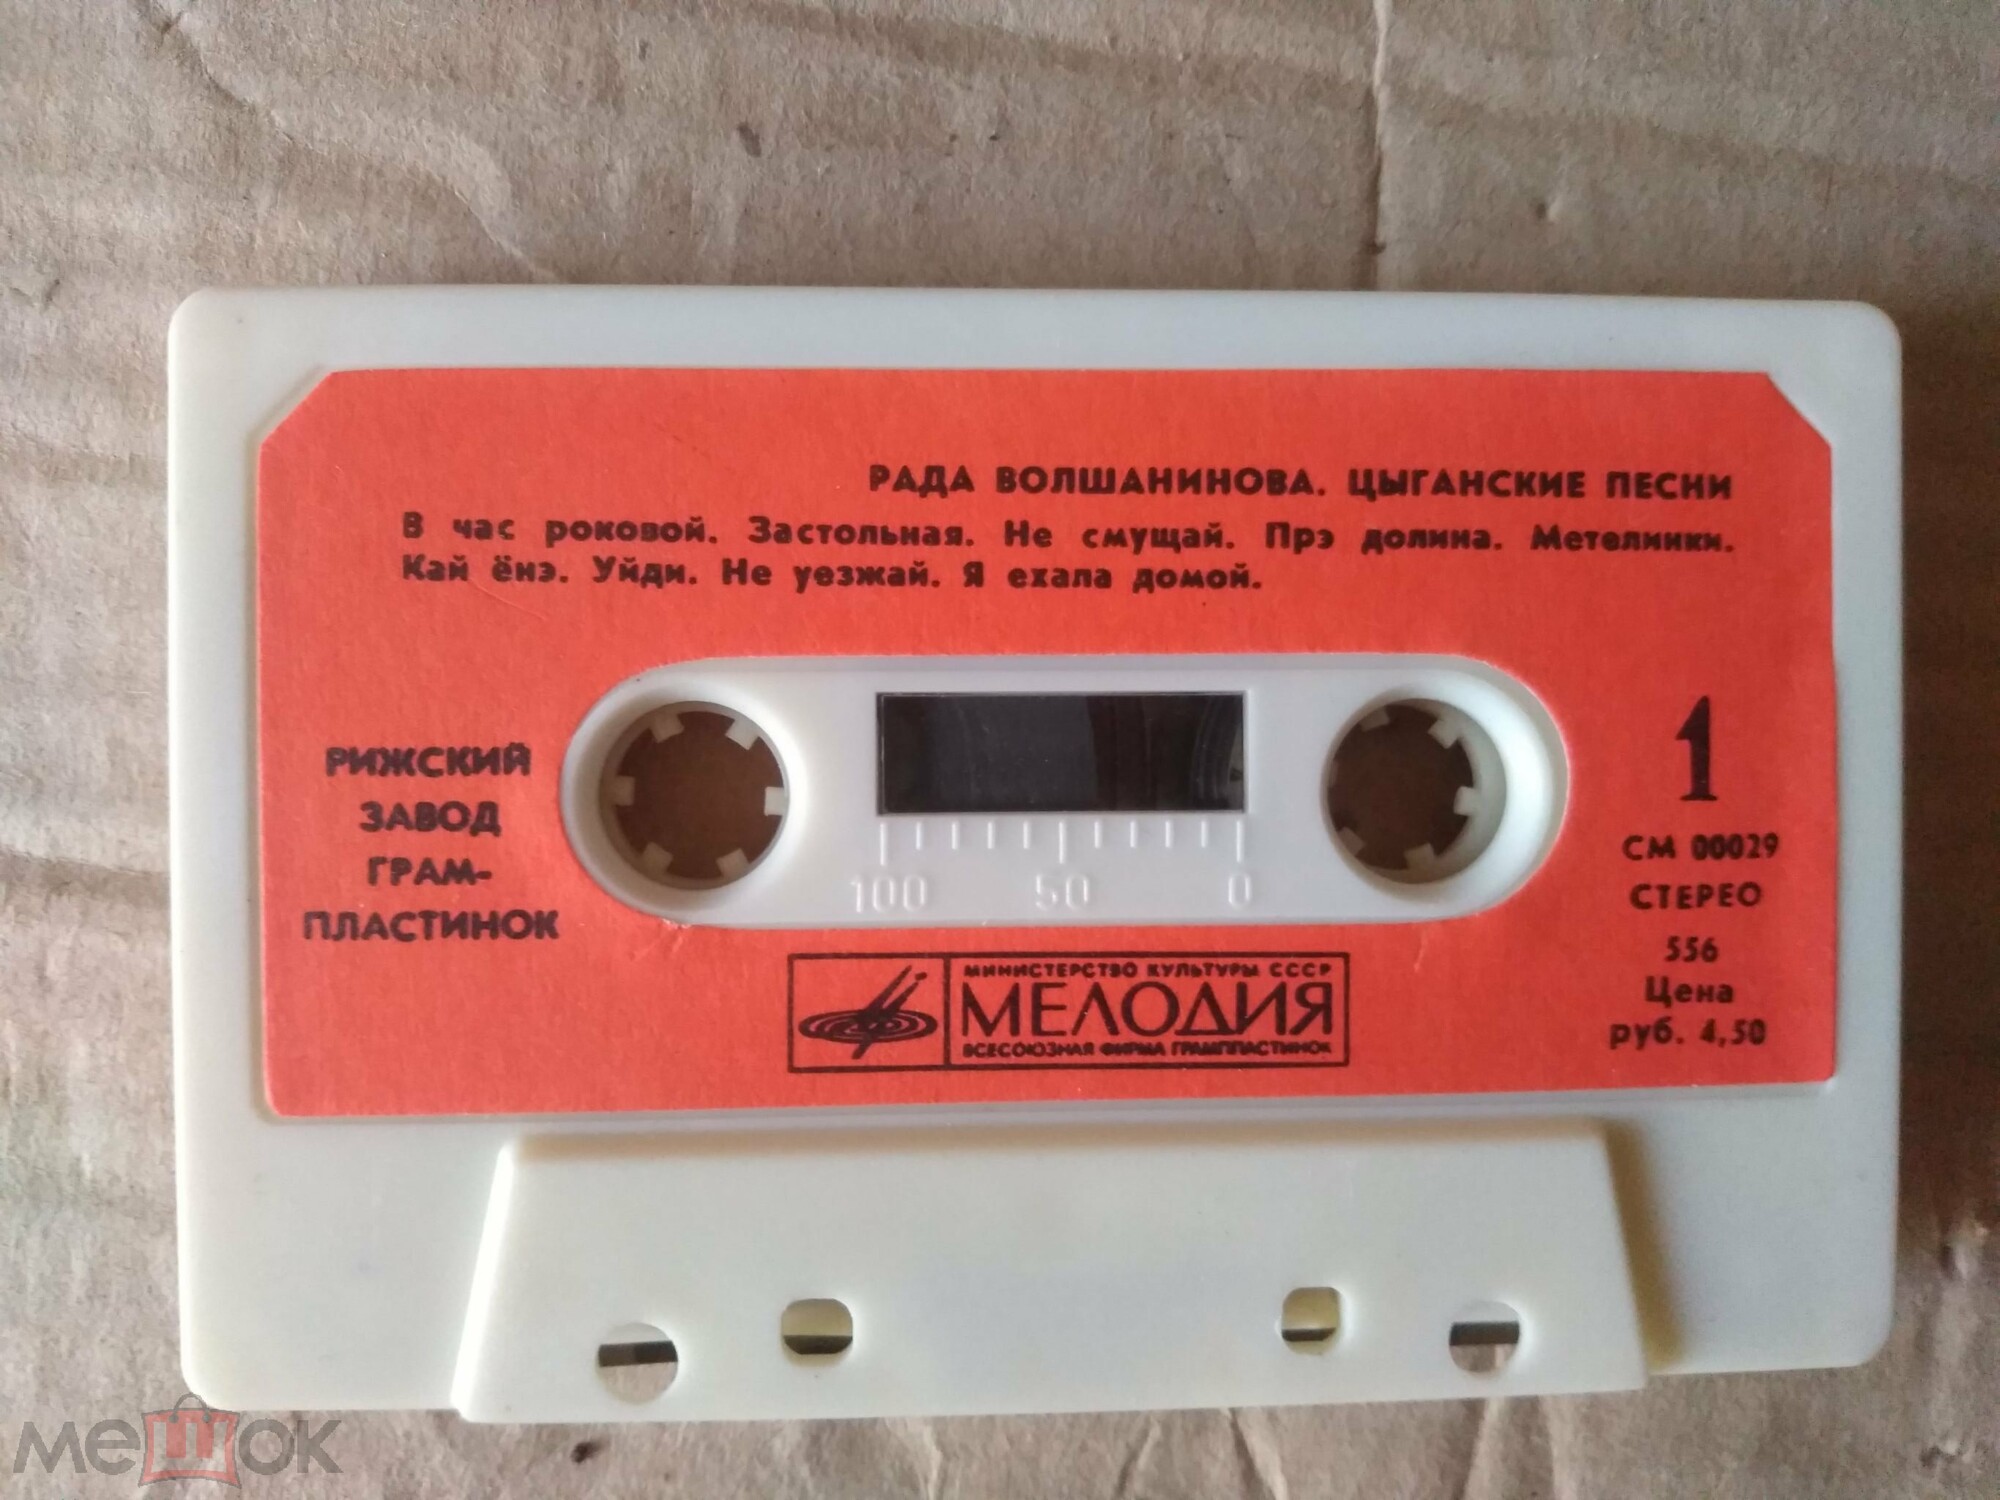 РАДА ВОЛШАНИНОВА. ЦЫГАНСКИЕ ПЕСНИ
В час роковой. Застольная. Не смущай. Прэ долина. Метелинки.
Кай ёнэ. Уйди. Не уезжай. Я ехала домой.
РИЖСКИЙ
ЗАВОД
ГРАМ-
ПЛАСТИНОК
100 50 0
1
СМ 00029
СТЕРЕО
556
Цена
руб. 4,50
МИНИСТЕРСТВО КУЛЬТУРЫ СССР
МЕЛОДИЯ
ВСЕСОЮЗНАЯ ФИРМА ГРАМПЛАСТИНОК
мешок